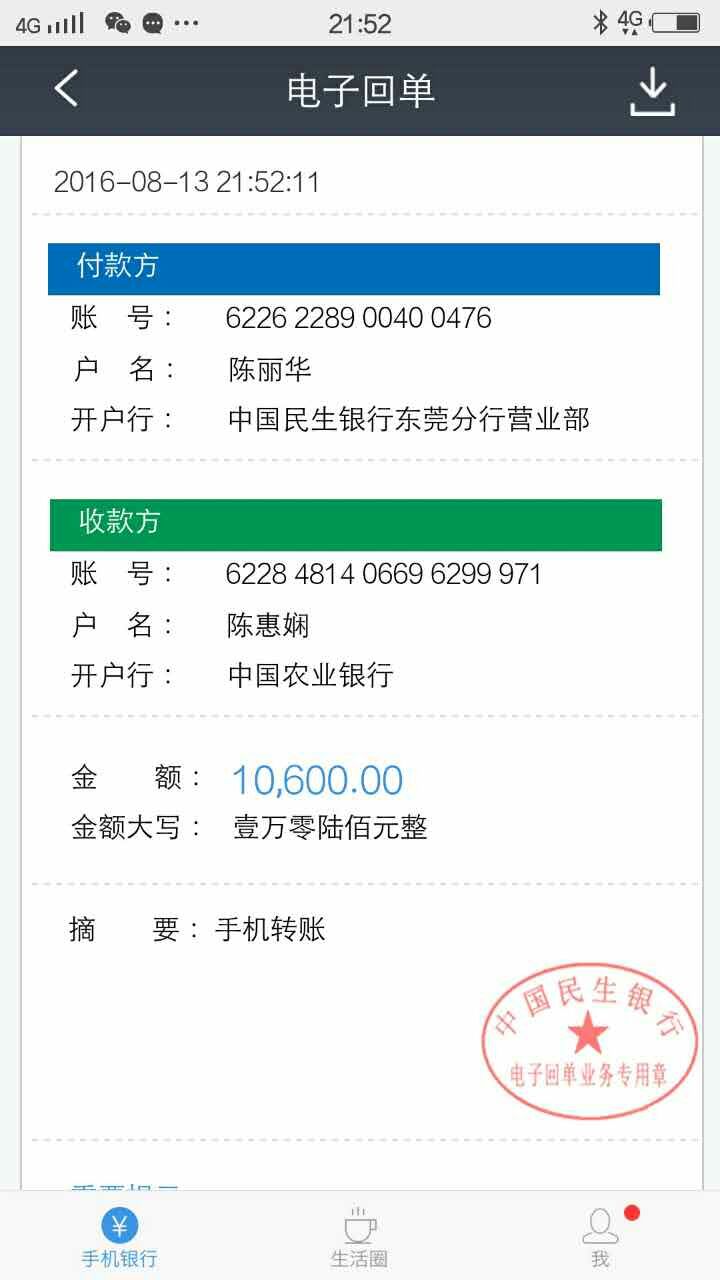 4G 21:52 4G
电子回单
2016-08-13 21:52:11
付款方
账 号： 6226 2289 0040 0476
户 名： 陈丽华
开户行： 中国民生银行东莞分行营业部
收款方
账 号： 6228 4814 0669 6299 971
户 名： 陈惠娴
开户行： 中国农业银行
金 额： 10,600.00
金额大写： 壹万零陆佰元整
摘 要： 手机转账
中国民生银行
电子回单业务专用章
手机银行 生活圈 我